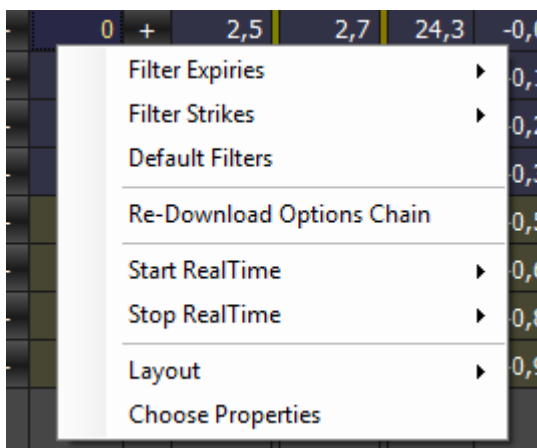 - 0 + 2,5 2,7 24,3 -0,
Filter Expiries
Filter Strikes
Default Filters
Re-Download Options Chain
Start RealTime
Stop RealTime
Layout
Choose Properties